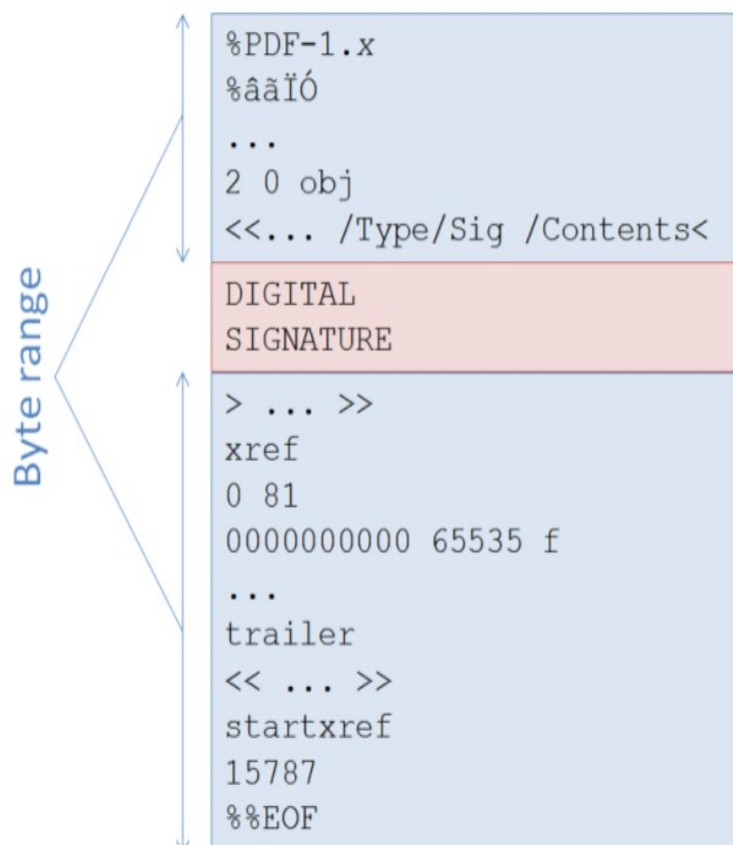 Byte range
%PDF-1.x
%âãÏÓ
...
2 0 obj
<<... /Type/Sig /Contents<
DIGITAL
SIGNATURE
> ... >>
xref
0 81
0000000000 65535 f
...
trailer
<< ... >>
startxref
15787
%%EOF